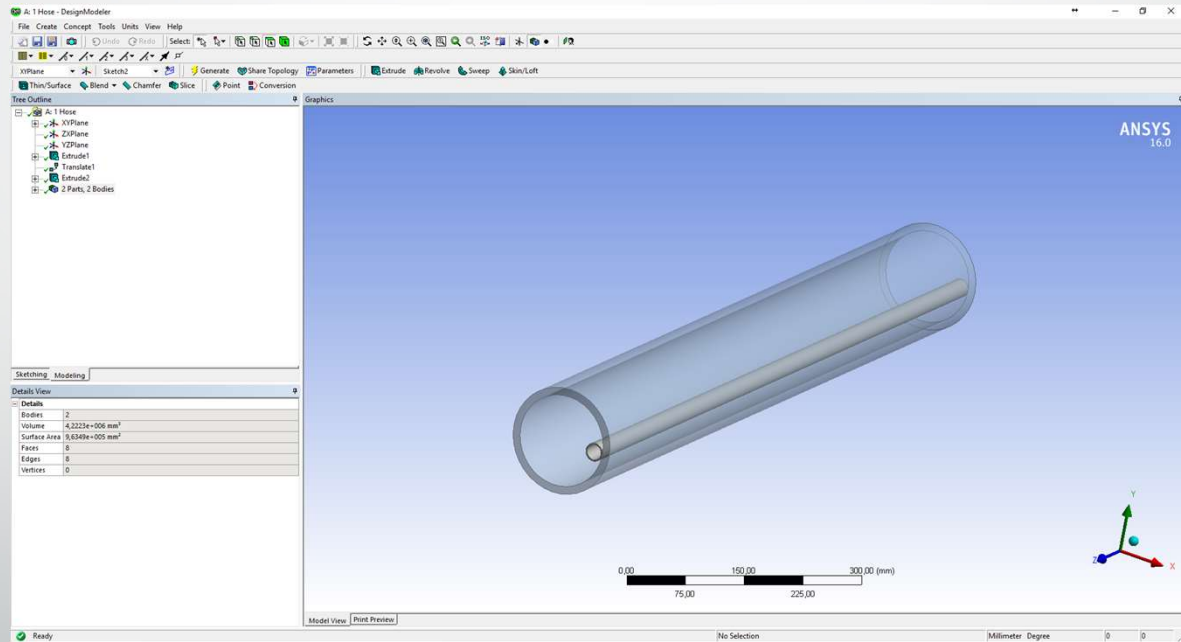 A: 1 Hose - DesignModeler
File Create Concept Tools Units View Help
Undo Redo Select:
XYPlane Sketch2 Generate Share Topology Parameters Extrude Revolve Sweep Skin/Loft
Thin/Surface Blend Chamfer Slice Point Conversion
Tree Outline
A: 1 Hose
XYPlane
ZXPlane
YZPlane
Extrude1
Translate1
Extrude2
2 Parts, 2 Bodies
Sketching Modeling
Details View
Details
Bodies 2
Volume 4,2223e+006 mm³
Surface Area 9,6349e+005 mm²
Faces 8
Edges 8
Vertices 0
Graphics
ANSYS
16.0
0,00 150,00 300,00 (mm)
75,00 225,00
Y
Z X
Model View Print Preview
Ready No Selection Millimeter Degree 0 0